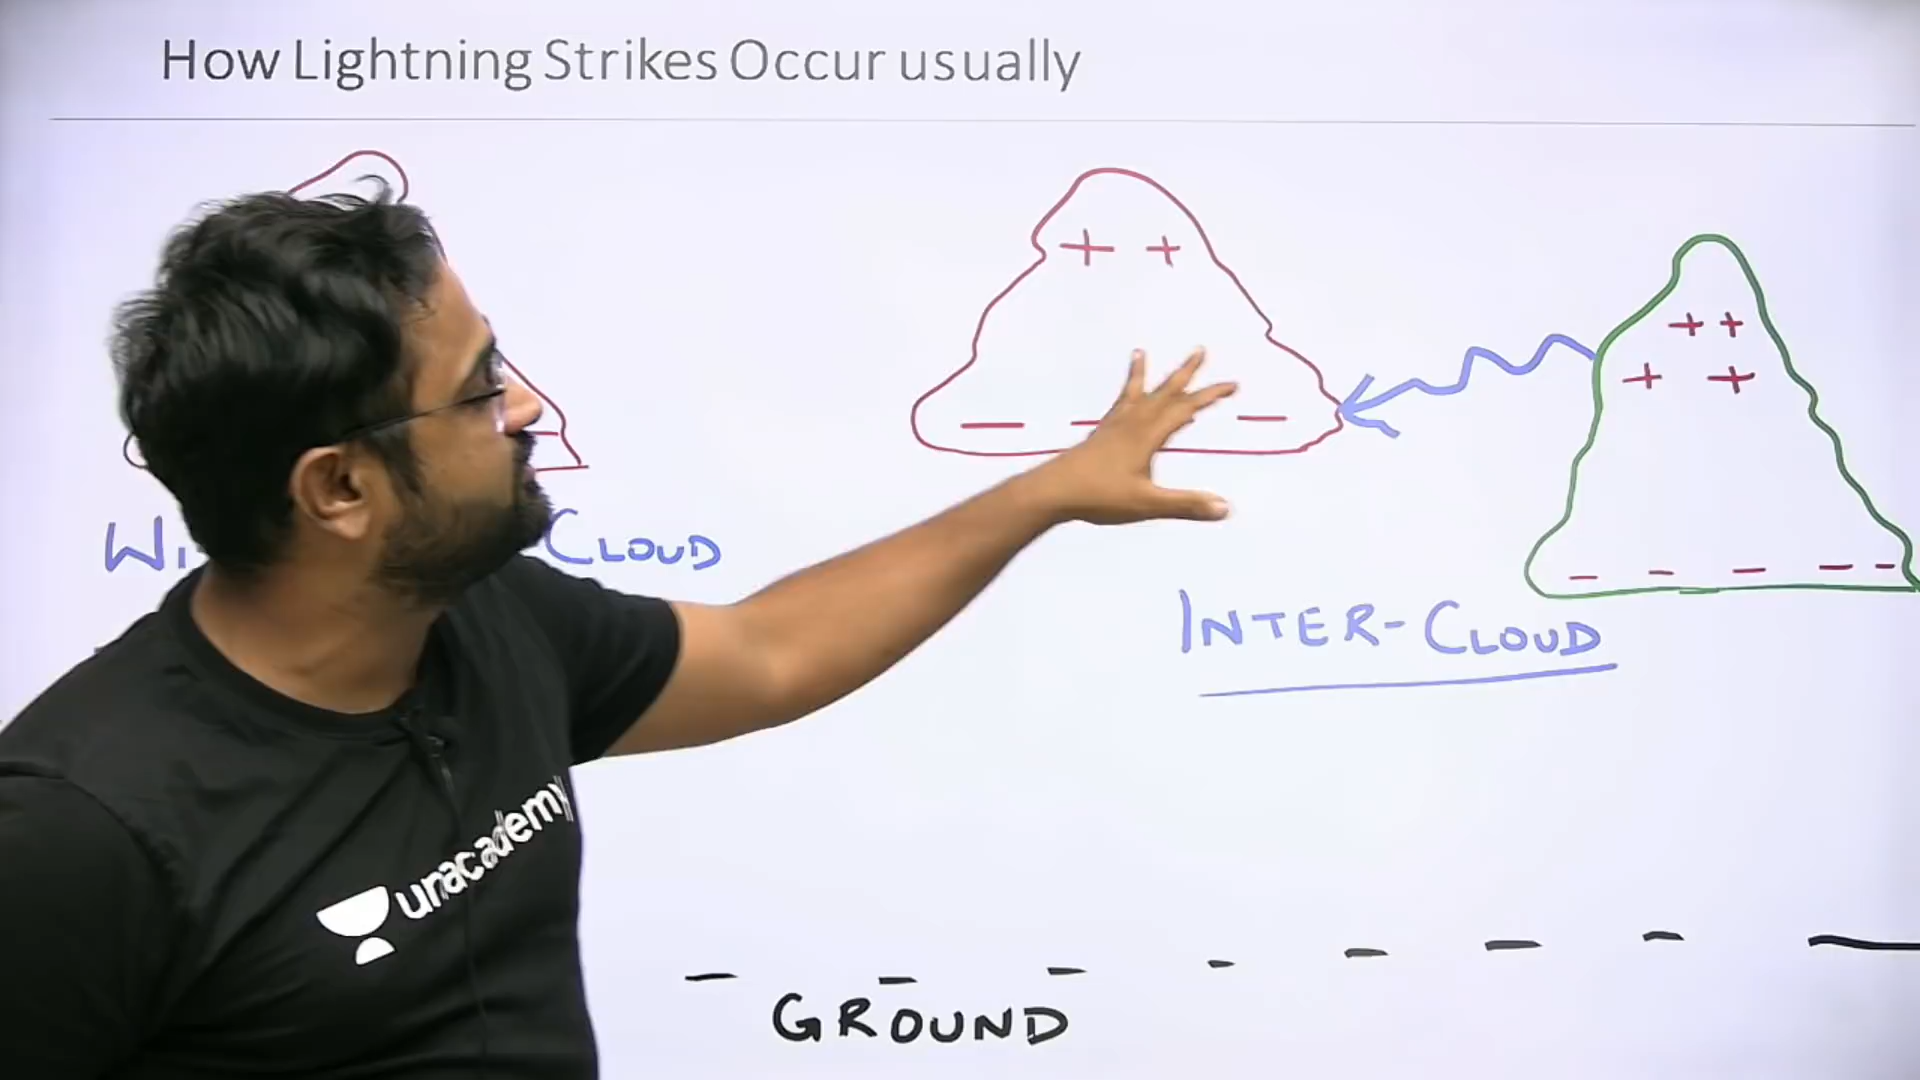 How Lightning Strikes Occur usually
+ +
+ +
+ +
— — —
CLOUD
– – – – -
INTER-CLOUD
unacademy
GROUND